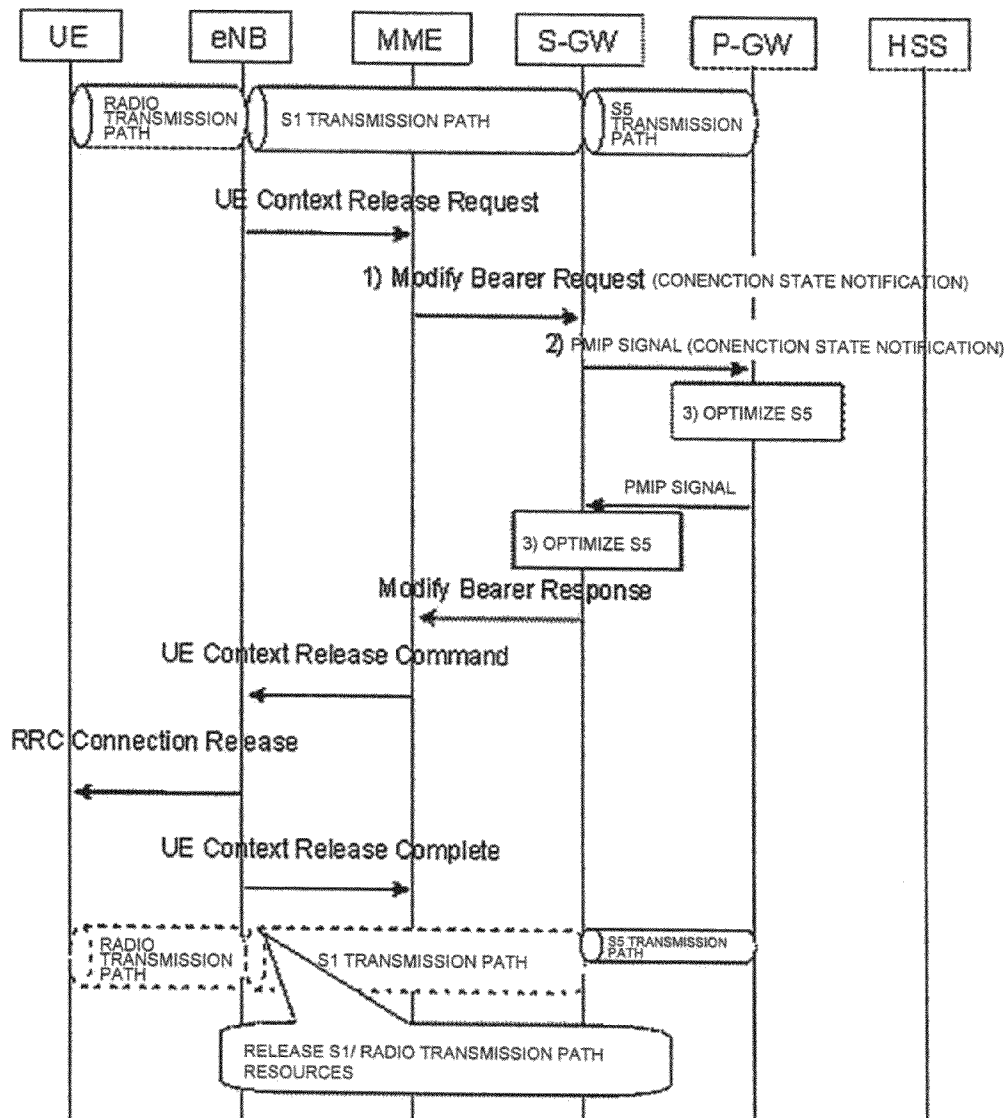 UE eNB MME S-GW P-GW HSS
RADIO
TRANSMISSION
PATH
S1 TRANSMISSION PATH
S5
TRANSMISSION
PATH
UE Context Release Request
1) Modify Bearer Request (CONENCTION STATE NOTIFICATION)
2) PMIP SIGNAL (CONENCTION STATE NOTIFICATION)
3) OPTIMIZE S5
PMIP SIGNAL
3) OPTIMIZE S5
Modify Bearer Response
UE Context Release Command
RRC Connection Release
UE Context Release Complete
RADIO
TRANSMISSION
PATH
S1 TRANSMISSION PATH
S5 TRANSMISSION
PATH
RELEASE S1/ RADIO TRANSMISSION PATH
RESOURCES